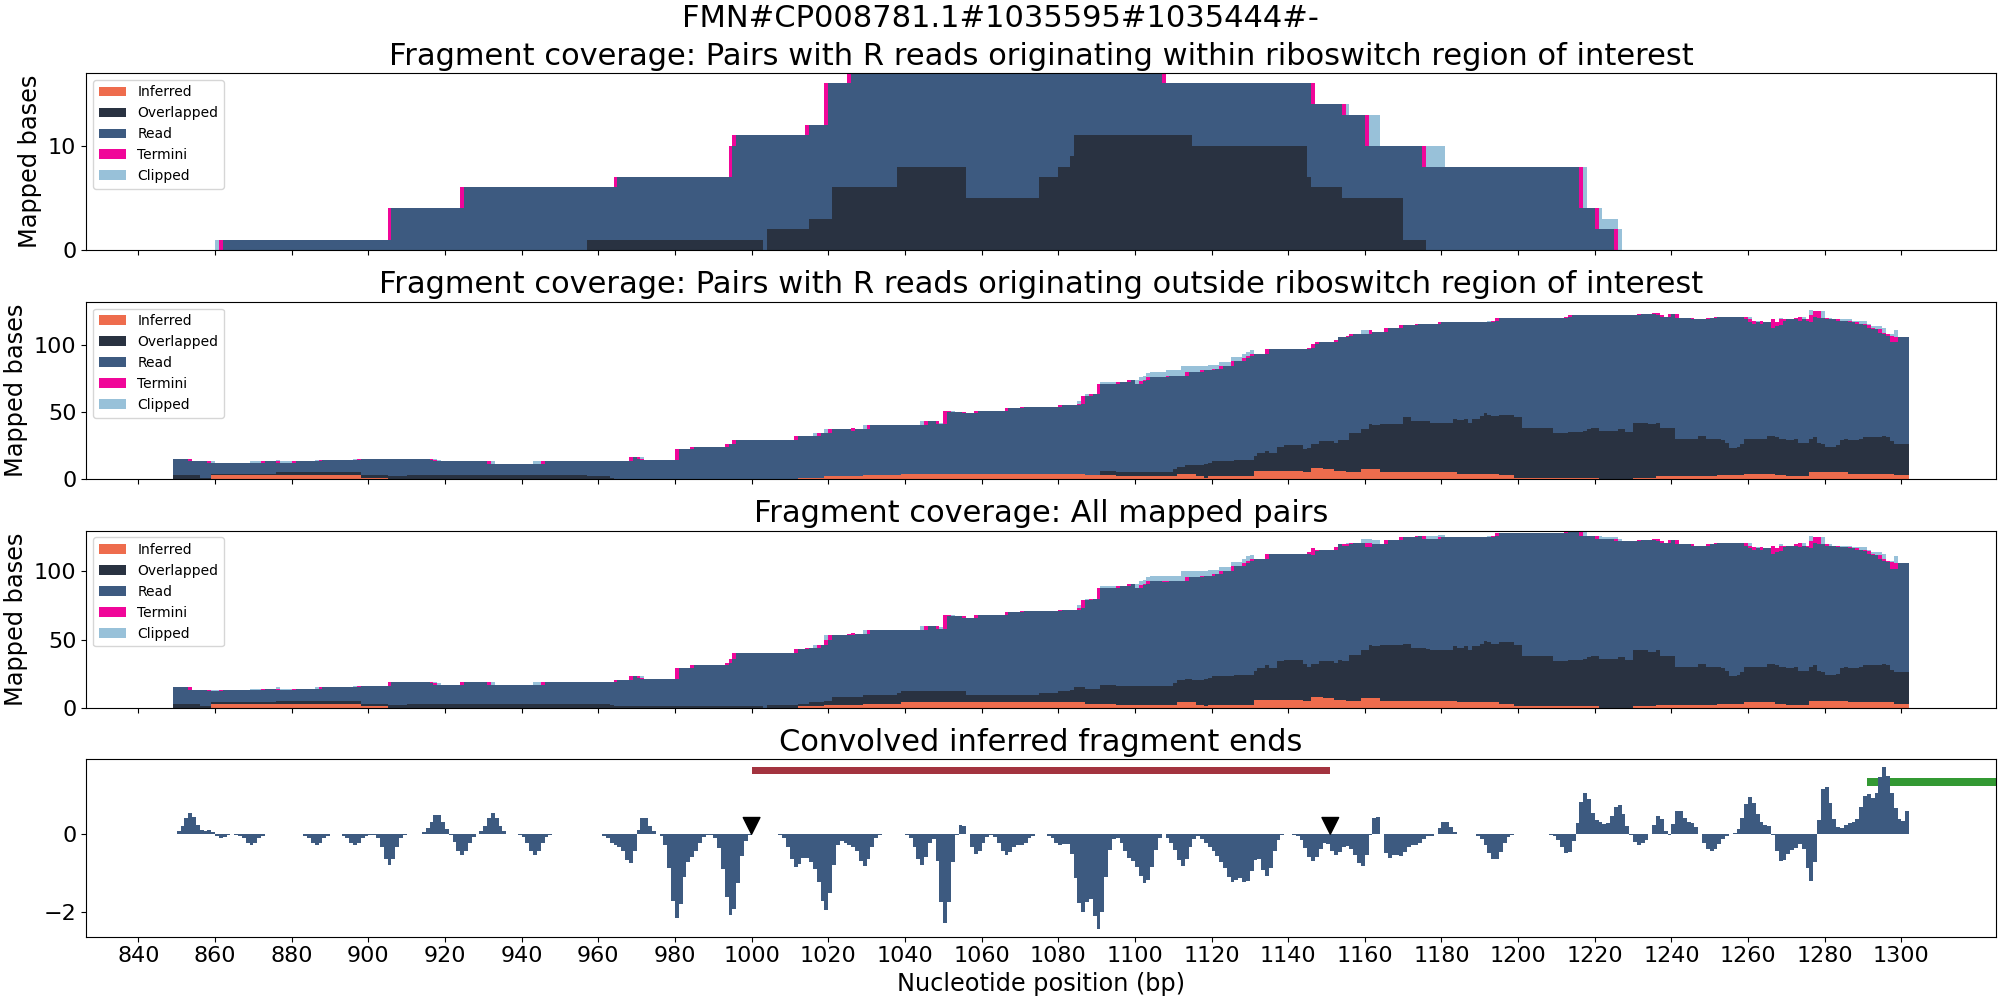 FMN#CP008781.1#1035595#1035444#-
Fragment coverage: Pairs with R reads originating within riboswitch region of interest
Mapped bases
10
0
Inferred
Overlapped
Read
Termini
Clipped
Fragment coverage: Pairs with R reads originating outside riboswitch region of interest
Mapped bases
100
50
0
Inferred
Overlapped
Read
Termini
Clipped
Fragment coverage: All mapped pairs
Mapped bases
100
50
0
Inferred
Overlapped
Read
Termini
Clipped
Convolved inferred fragment ends
0
−2
840 860 880 900 920 940 960 980 1000 1020 1040 1060 1080 1100 1120 1140 1160 1180 1200 1220 1240 1260 1280 1300
Nucleotide position (bp)